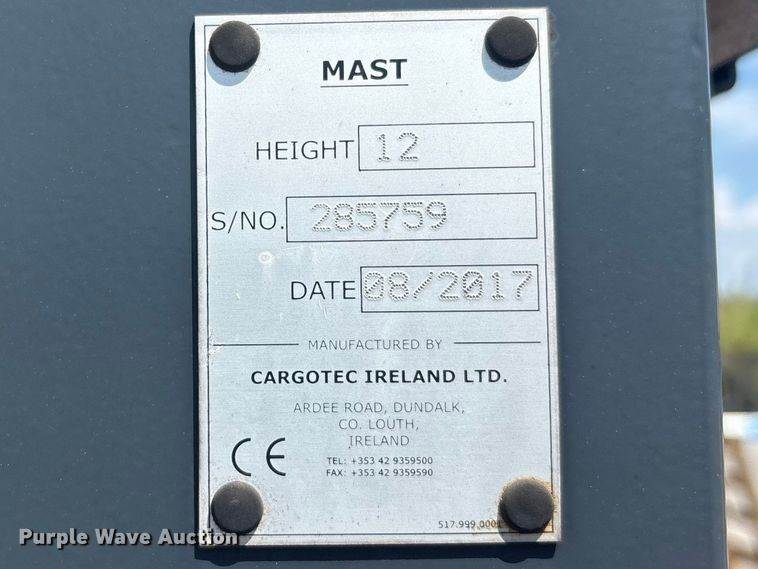 MAST
HEIGHT 12
S/NO. 285759
DATE 08/2017
MANUFACTURED BY
CARGOTEC IRELAND LTD.
ARDEE ROAD, DUNDALK,
CO. LOUTH,
IRELAND
TEL: +353 42 9359500
FAX: +353 42 9359590
CE
517.999.0001
Purple Wave Auction